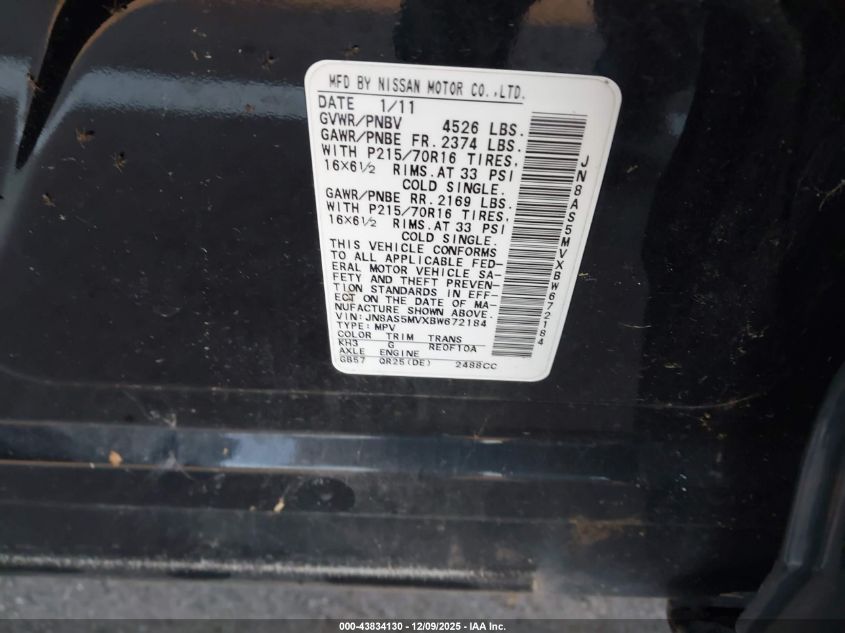 MFD BY NISSAN MOTOR CO.,LTD.
DATE 1/11
GVWR/PNBV 4526 LBS.
GAWR/PNBE FR. 2374 LBS.
WITH P215/70R16 TIRES,
16X6½ RIMS.AT 33 PSI
COLD SINGLE.
GAWR/PNBE RR. 2169 LBS.
WITH P215/70R16 TIRES,
16X6½ RIMS.AT 33 PSI
COLD SINGLE.
THIS VEHICLE CONFORMS
TO ALL APPLICABLE FED-
ERAL MOTOR VEHICLE SA-
FETY AND THEFT PREVEN-
TION STANDARDS IN EFF-
ECT ON THE DATE OF MA-
NUFACTURE SHOWN ABOVE.
VIN: JN8AS5MVXBW672184
TYPE: MPV
COLOR TRIM TRANS
KH3 G RE0F10A
AXLE ENGINE
GB57 QR25(DE) 2488CC
JN8AS5MVXBW672184
000-43834130 - 12/09/2025 - IAA Inc.